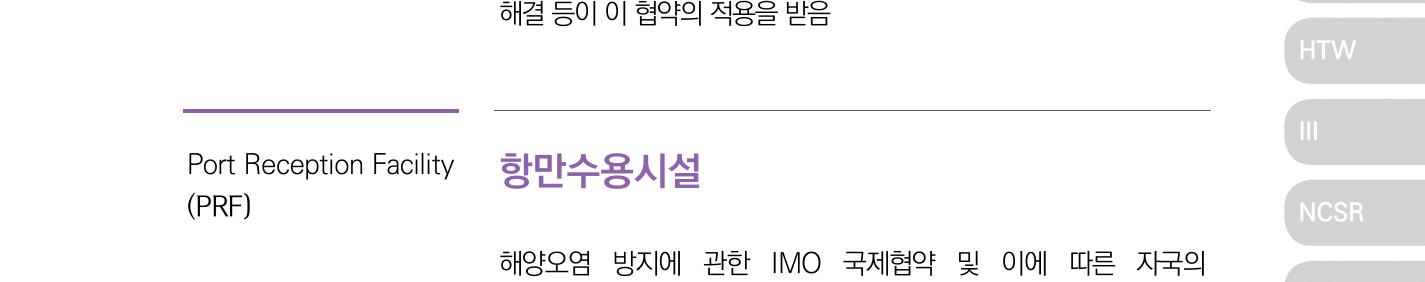 해결 등이 이 협약의 적용을 받음
HTW
III
Port Reception Facility
(PRF)
항만수용시설
NCSR
해양오염 방지에 관한 IMO 국제협약 및 이에 따른 자국의